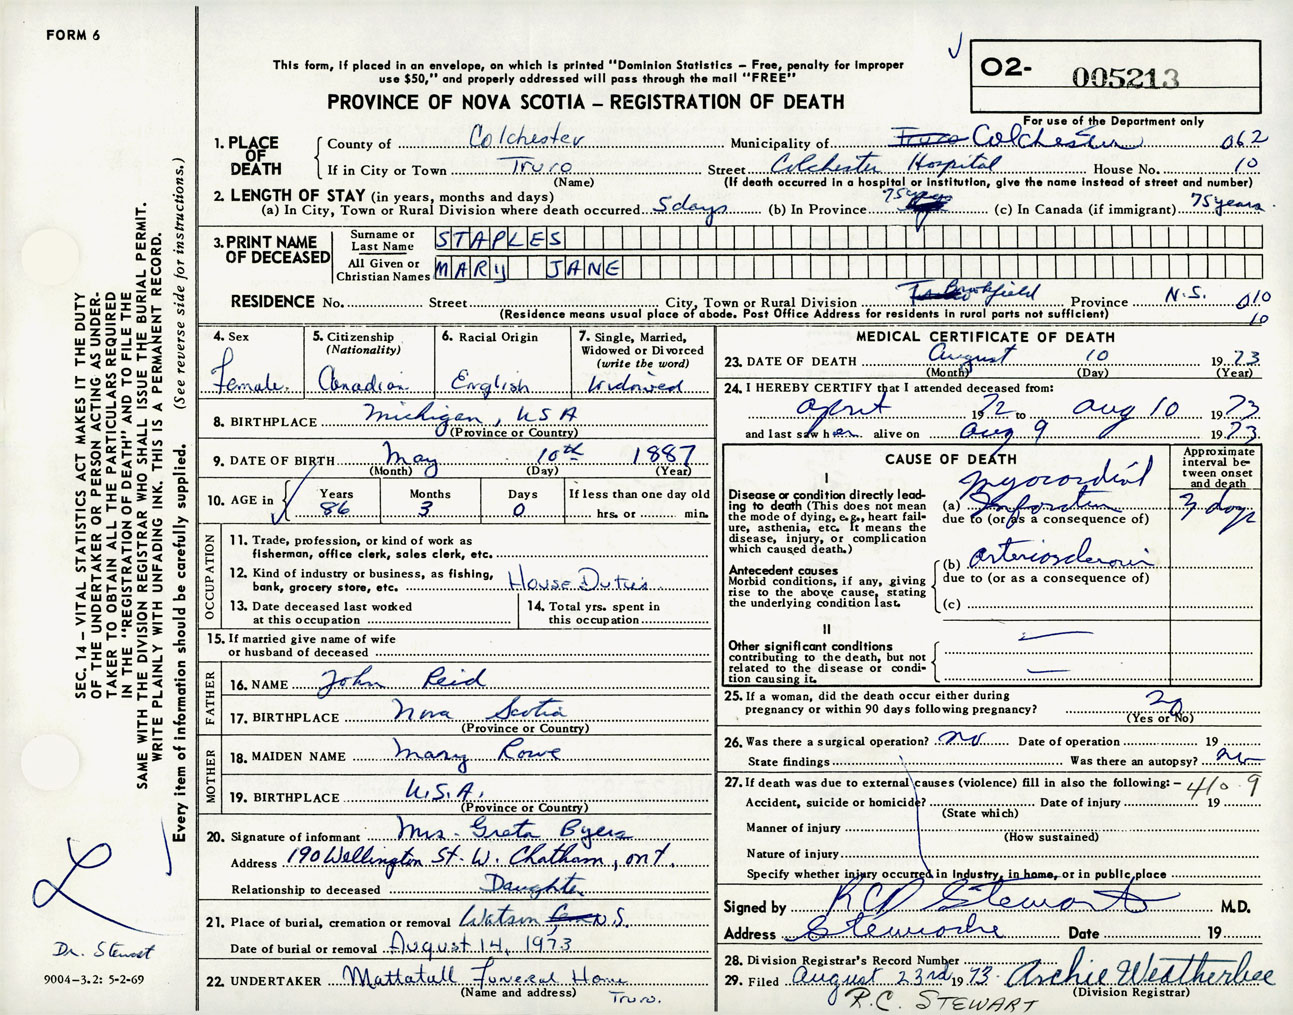 FORM 6
This form, if placed in an envelope, on which is printed "Dominion Statistics – Free, penalty for improper
use $50," and properly addressed will pass through the mail "FREE"
PROVINCE OF NOVA SCOTIA – REGISTRATION OF DEATH
O2- 005213
For use of the Department only
1. PLACE OF DEATH
County of Colchester Municipality of Colchester 062
If in City or Town Truro Street Colchester Hospital House No. 10
(Name) (If death occurred in a hospital or institution, give the name instead of street and number)
2. LENGTH OF STAY (in years, months and days)
(a) In City, Town or Rural Division where death occurred 5 days (b) In Province 75 years (c) In Canada (if immigrant) 75 years
3. PRINT NAME OF DECEASED
Surname or Last Name STAPLES
All Given or Christian Names MARY JANE
RESIDENCE No. Street City, Town or Rural Division Brookfield Province N.S. 010
(Residence means usual place of abode. Post Office Address for residents in rural parts not sufficient) 10
4. Sex Female
5. Citizenship (Nationality) Canadian
6. Racial Origin English
7. Single, Married, Widowed or Divorced (write the word) Widowed
8. BIRTHPLACE Michigan, USA
(Province or Country)
9. DATE OF BIRTH May 10th 1887
(Month) (Day) (Year)
10. AGE in Years 86 Months 3 Days 0 If less than one day old hrs. or min.
OCCUPATION
11. Trade, profession, or kind of work as
fisherman, office clerk, sales clerk, etc.
12. Kind of industry or business, as fishing,
bank, grocery store, etc. House Duties
13. Date deceased last worked
at this occupation
14. Total yrs. spent in
this occupation
15. If married give name of wife
or husband of deceased
FATHER
16. NAME John Reid
17. BIRTHPLACE Nova Scotia
(Province or Country)
MOTHER
18. MAIDEN NAME Mary Rowe
19. BIRTHPLACE U.S.A.
(Province or Country)
20. Signature of informant Mrs. Greta Byers
Address 190 Wellington St. W. Chatham, ont.
Relationship to deceased Daughter
21. Place of burial, cremation or removal Watson N.S.
Date of burial or removal August 14, 1973
22. UNDERTAKER Mattatall Funeral Home
(Name and address) Truro.
MEDICAL CERTIFICATE OF DEATH
23. DATE OF DEATH August 10 1973
(Month) (Day) (Year)
24. I HEREBY CERTIFY that I attended deceased from:
April 1972 to Aug 10 1973
and last saw her alive on Aug 9 1973
CAUSE OF DEATH
Approximate interval between onset and death
I
Disease or condition directly lead-
ing to death (This does not mean
the mode of dying, e.g., heart fail-
ure, asthenia, etc. It means the
disease, injury, or complication
which caused death.)
(a) Myocardial Infarction 3 days
due to (or as a consequence of)
Antecedent causes
Morbid conditions, if any, giving
rise to the above cause, stating
the underlying condition last.
(b) arteriosclerosis
due to (or as a consequence of)
(c)
II
Other significant conditions
contributing to the death, but not
related to the disease or condi-
tion causing it.
25. If a woman, did the death occur either during
pregnancy or within 90 days following pregnancy? no
(Yes or No)
26. Was there a surgical operation? no Date of operation 19
State findings Was there an autopsy? no
27. If death was due to external causes (violence) fill in also the following: – 410.9
Accident, suicide or homicide? Date of injury 19
(State which)
Manner of injury
(How sustained)
Nature of injury
Specify whether injury occurred in industry, in home, or in public place
Signed by R C Stewart M.D.
Address Stewiacke Date 19
28. Division Registrar's Record Number
29. Filed August 23rd 1973. Archie Weatherbee
(Division Registrar)
R.C. STEWART
SEC. 14 – VITAL STATISTICS ACT MAKES IT THE DUTY
OF THE UNDERTAKER OR PERSON ACTING AS UNDER-
TAKER TO OBTAIN ALL THE PARTICULARS REQUIRED
IN THE "REGISTRATION OF DEATH" AND TO FILE THE
SAME WITH THE DIVISION REGISTRAR WHO SHALL ISSUE THE BURIAL PERMIT.
WRITE PLAINLY WITH UNFADING INK. THIS IS A PERMANENT RECORD.
Every item of information should be carefully supplied. (See reverse side for instructions.)
Dr. Stewart
9004-3.2: 5-2-69